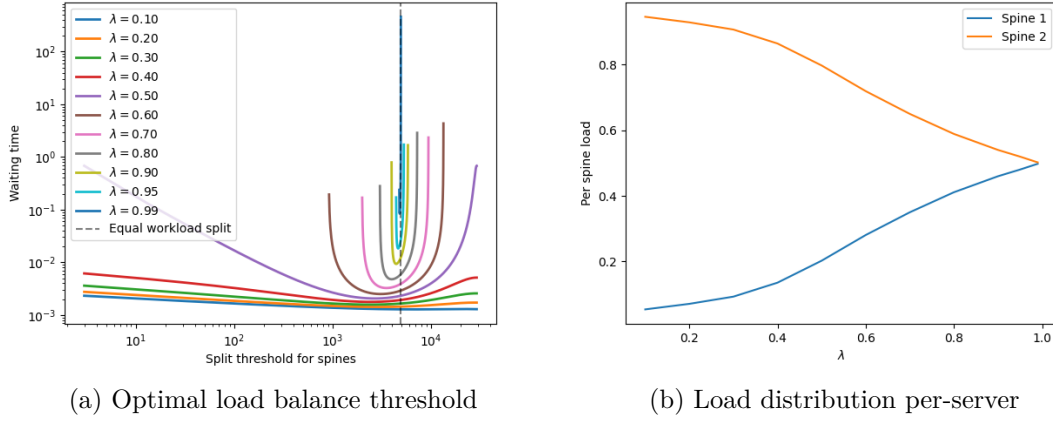 Waiting time
10²
10¹
10⁰
10⁻¹
10⁻²
10⁻³
λ = 0.10
λ = 0.20
λ = 0.30
λ = 0.40
λ = 0.50
λ = 0.60
λ = 0.70
λ = 0.80
λ = 0.90
λ = 0.95
λ = 0.99
Equal workload split
10¹
10²
10³
10⁴
Split threshold for spines
(a) Optimal load balance threshold
Per spine load
0.8
0.6
0.4
0.2
Spine 1
Spine 2
0.2
0.4
0.6
0.8
1.0
λ
(b) Load distribution per-server